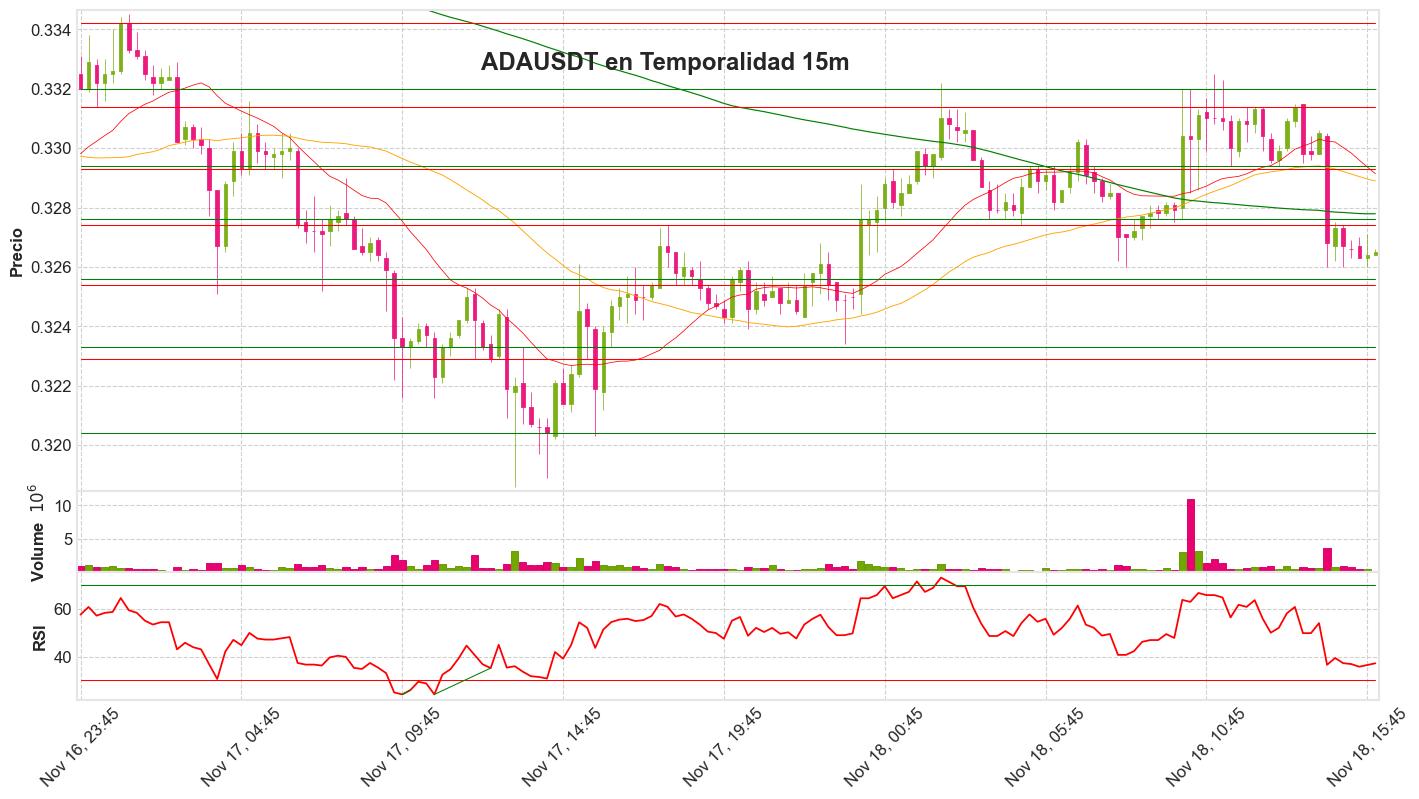 ADAUSDT en Temporalidad 15m
Precio
0.334
0.332
0.330
0.328
0.326
0.324
0.322
0.320
Volume 10⁶
10
5
RSI
60
40
Nov 16, 23:45
Nov 17, 04:45
Nov 17, 09:45
Nov 17, 14:45
Nov 17, 19:45
Nov 18, 00:45
Nov 18, 05:45
Nov 18, 10:45
Nov 18, 15:45